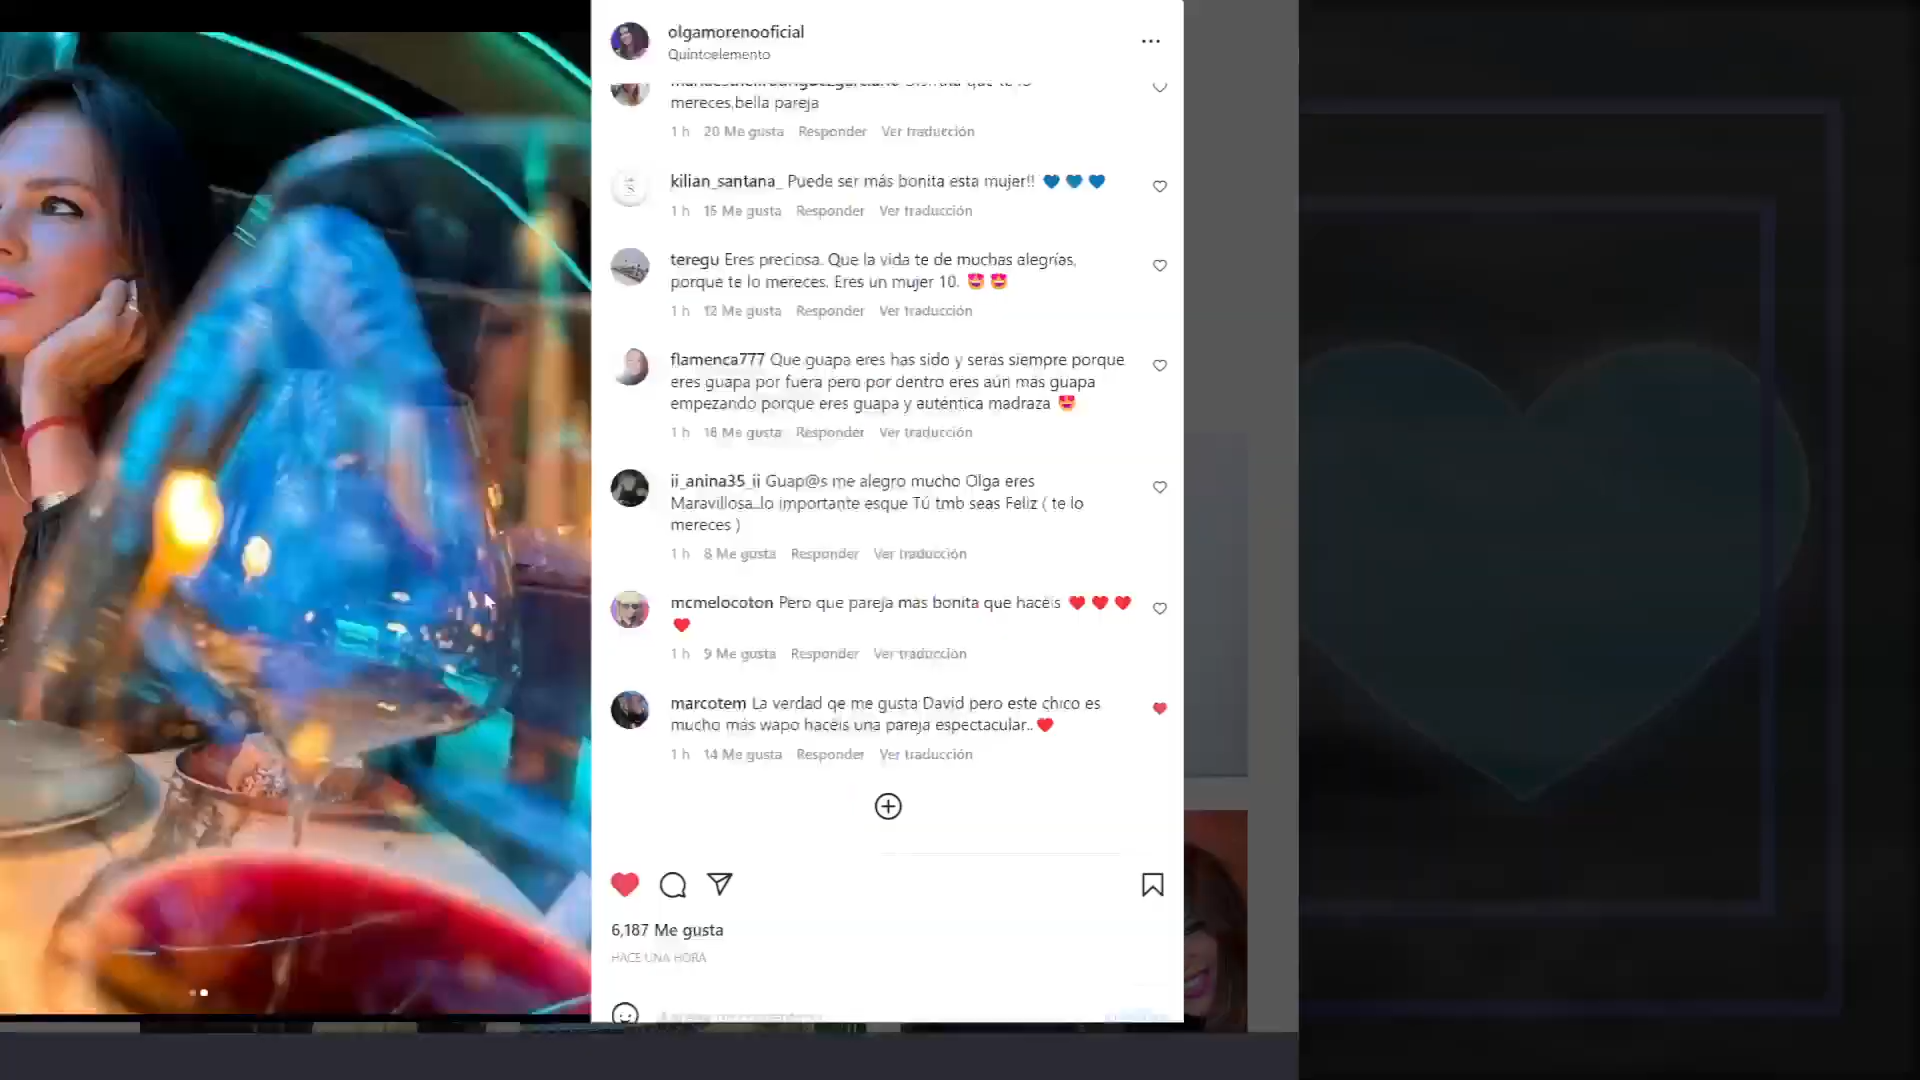 olgamorenooficial
Quintoelemento
mereces,bella pareja
1 h 20 Me gusta Responder Ver traducción
kilian_santana_ Puede ser más bonita esta mujer!! 💙 💙 💙
1 h 15 Me gusta Responder Ver traducción
teregu Eres preciosa. Que la vida te de muchas alegrías,
porque te lo mereces. Eres un mujer 10. 🤩 🤩
1 h 12 Me gusta Responder Ver traducción
flamenca777 Que guapa eres has sido y seras siempre porque
eres guapa por fuera pero por dentro eres aún más guapa
empezando porque eres guapa y auténtica madraza 🤩
1 h 18 Me gusta Responder Ver traducción
ii_anina35_ii Guap@s me alegro mucho Olga eres
Maravillosa..lo importante esque Tú tmb seas Feliz ( te lo
mereces )
1 h 8 Me gusta Responder Ver traducción
mcmelocoton Pero que pareja más bonita que hacéis ❤️ ❤️ ❤️
❤️
1 h 9 Me gusta Responder Ver traducción
marcotem La verdad qe me gusta David pero este chico es
mucho más wapo hacéis una pareja espectacular.. ❤️
1 h 14 Me gusta Responder Ver traducción
6,187 Me gusta
HACE UNA HORA